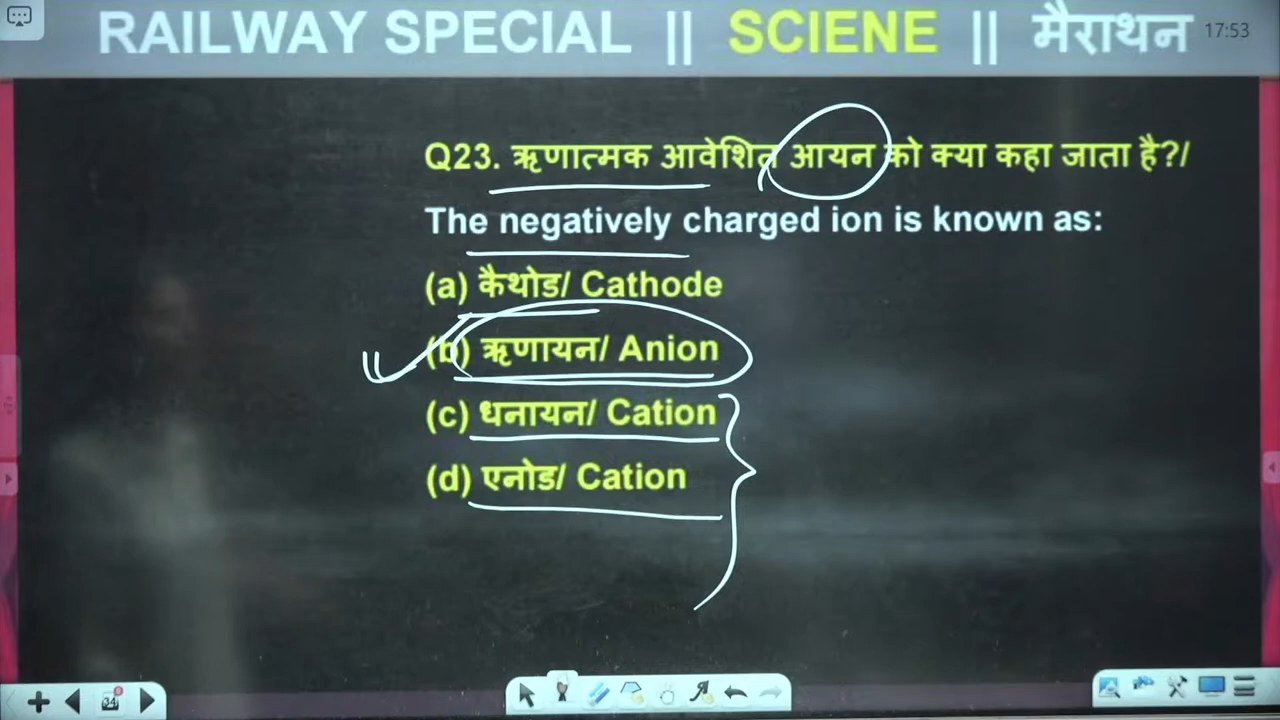 RAILWAY SPECIAL || SCIENE || मैराथन 17:53
Q23. ऋणात्मक आवेशित आयन को क्या कहा जाता है?/
The negatively charged ion is known as:
(a) कैथोड/ Cathode
(b) ऋणायन/ Anion
(c) धनायन/ Cation
(d) एनोड/ Cation